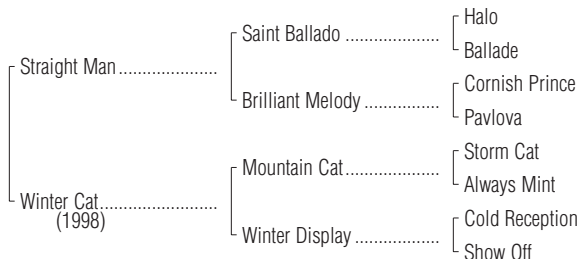 Halo
Saint Ballado ....................
Ballade
Straight Man.....................
Cornish Prince
Brilliant Melody ................
Pavlova
Storm Cat
Mountain Cat....................
Always Mint
Winter Cat.........................
(1998)
Cold Reception
Winter Display ..................
Show Off